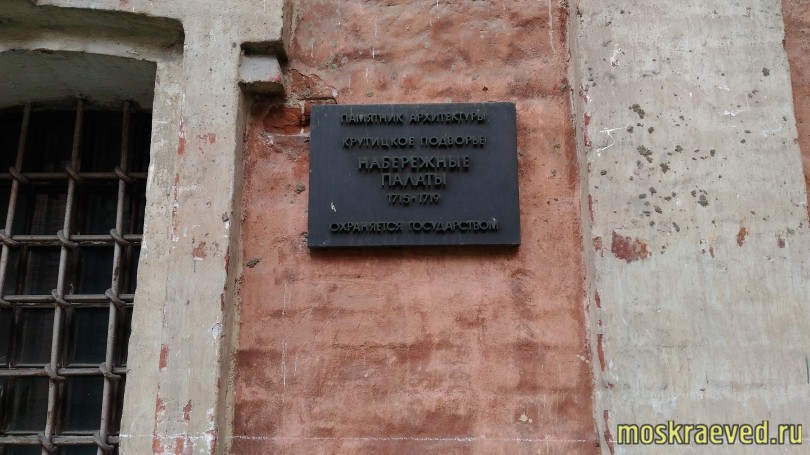 ПАМЯТНИК АРХИТЕКТУРЫ
КРУТИЦКОЕ ПОДВОРЬЕ
НАБЕРЕЖНЫЕ
ПАЛАТЫ
1715-1719
ОХРАНЯЕТСЯ ГОСУДАРСТВОМ
moskraeved.ru